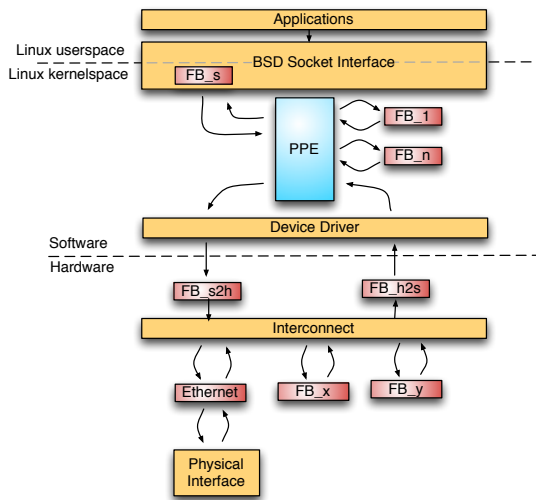 Applications
Linux userspace
BSD Socket Interface
Linux kernelspace
FB_s
FB_1
PPE
FB_n
Device Driver
Software
Hardware
FB_s2h
FB_h2s
Interconnect
Ethernet
FB_x
FB_y
Physical
Interface